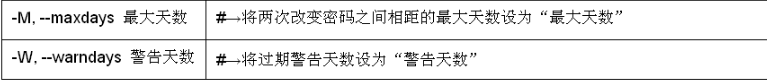 -M, --maxdays 最大天数 #→将两次改变密码之间相距的最大天数设为“最大天数”
-W, --warndays 警告天数 #→将过期警告天数设为“警告天数”